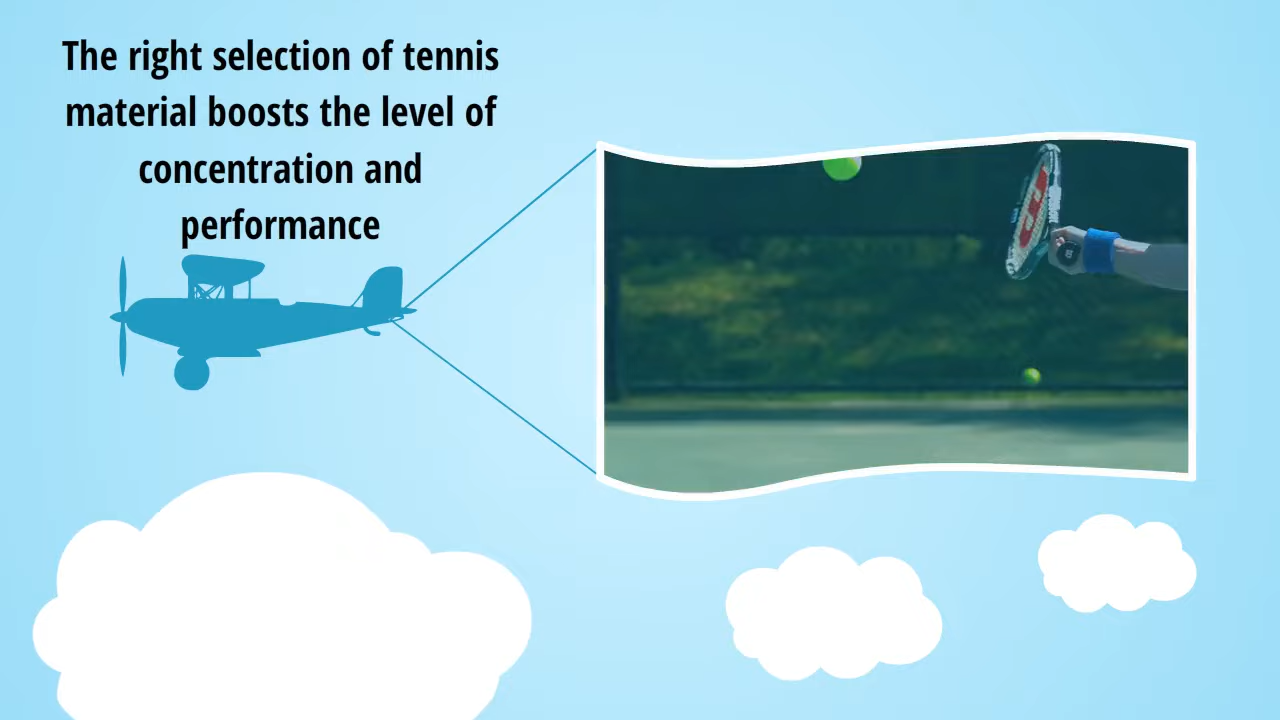 The right selection of tennis
material boosts the level of
concentration and
performance